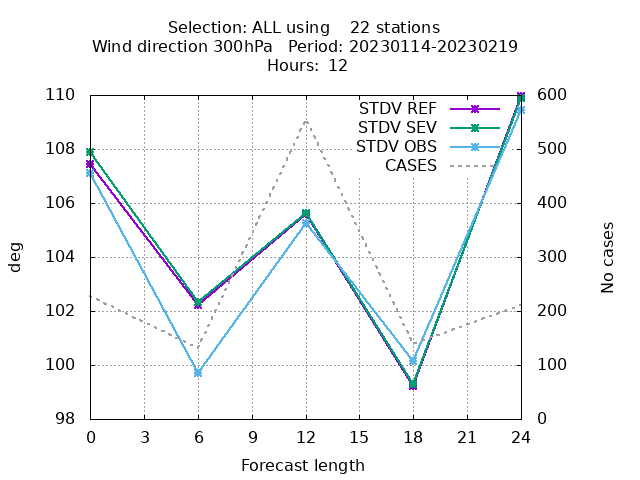 Selection: ALL using    22 stations
Wind direction 300hPa   Period: 20230114-20230219
Hours: 12
110
108
106
104
102
100
98
600
500
400
300
200
100
0
STDV REF
STDV SEV
STDV OBS
CASES
deg
No cases
0 3 6 9 12 15 18 21 24
Forecast length